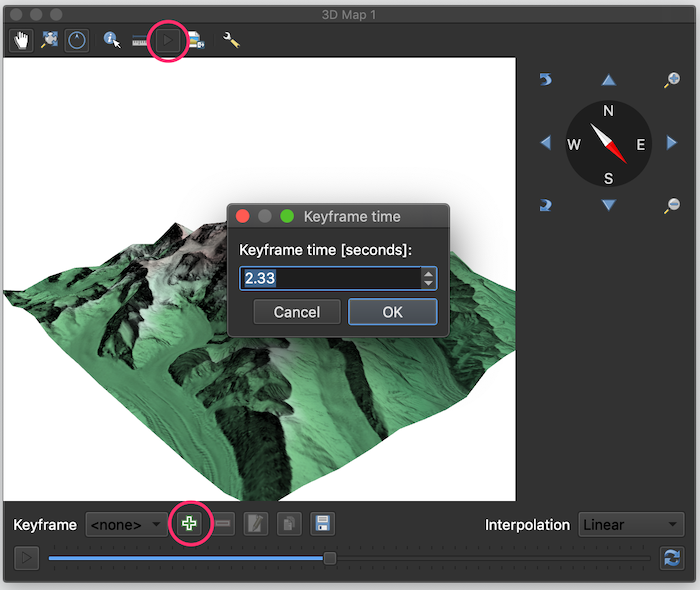 3D Map 1
N
W E
S
Keyframe time
Keyframe time [seconds]:
2.33
Cancel OK
Keyframe <none> Interpolation Linear